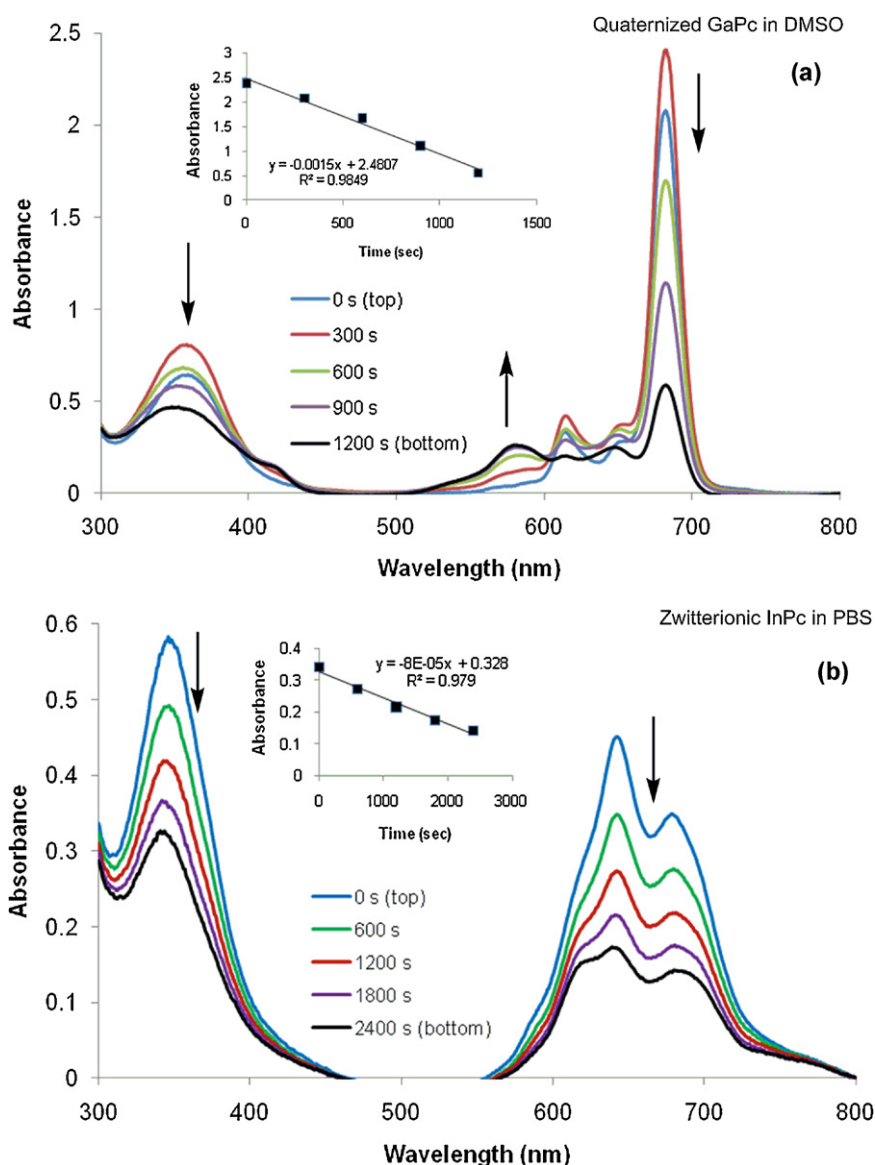 Quaternized GaPc in DMSO
(a)
2.5
2
1.5
1
0.5
0
Absorbance
300 400 500 600 700 800
Wavelength (nm)
3
2.5
2
1.5
1
0.5
0
Absorbance
y = -0.0015x + 2.4807
R² = 0.9849
0 500 1000 1500
Time (sec)
0 s (top)
300 s
600 s
900 s
1200 s (bottom)
Zwitterionic InPc in PBS
(b)
0.6
0.5
0.4
0.3
0.2
0.1
0
Absorbance
300 400 500 600 700 800
Wavelength (nm)
0.4
0.3
0.2
0.1
0
Absorbance
y = -8E-05x + 0.328
R² = 0.979
0 1000 2000 3000
Time (sec)
0 s (top)
600 s
1200 s
1800 s
2400 s (bottom)